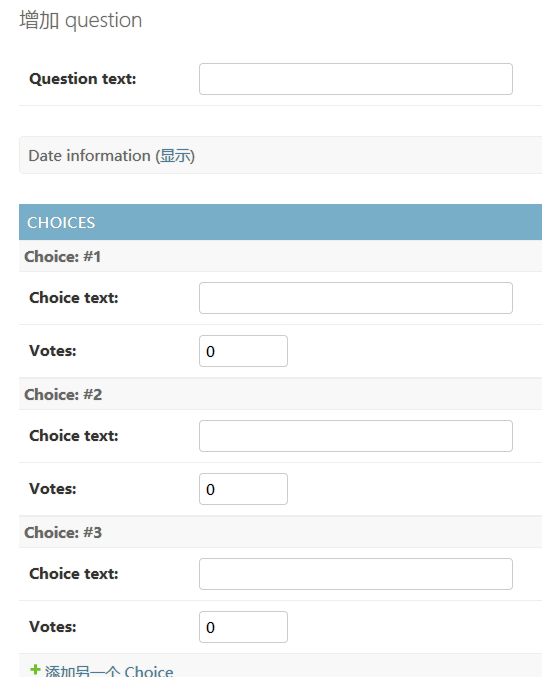 增加 question
Question text:
Date information (显示)
CHOICES
Choice: #1
Choice text:
Votes: 0
Choice: #2
Choice text:
Votes: 0
Choice: #3
Choice text:
Votes: 0
+ 添加另一个 Choice